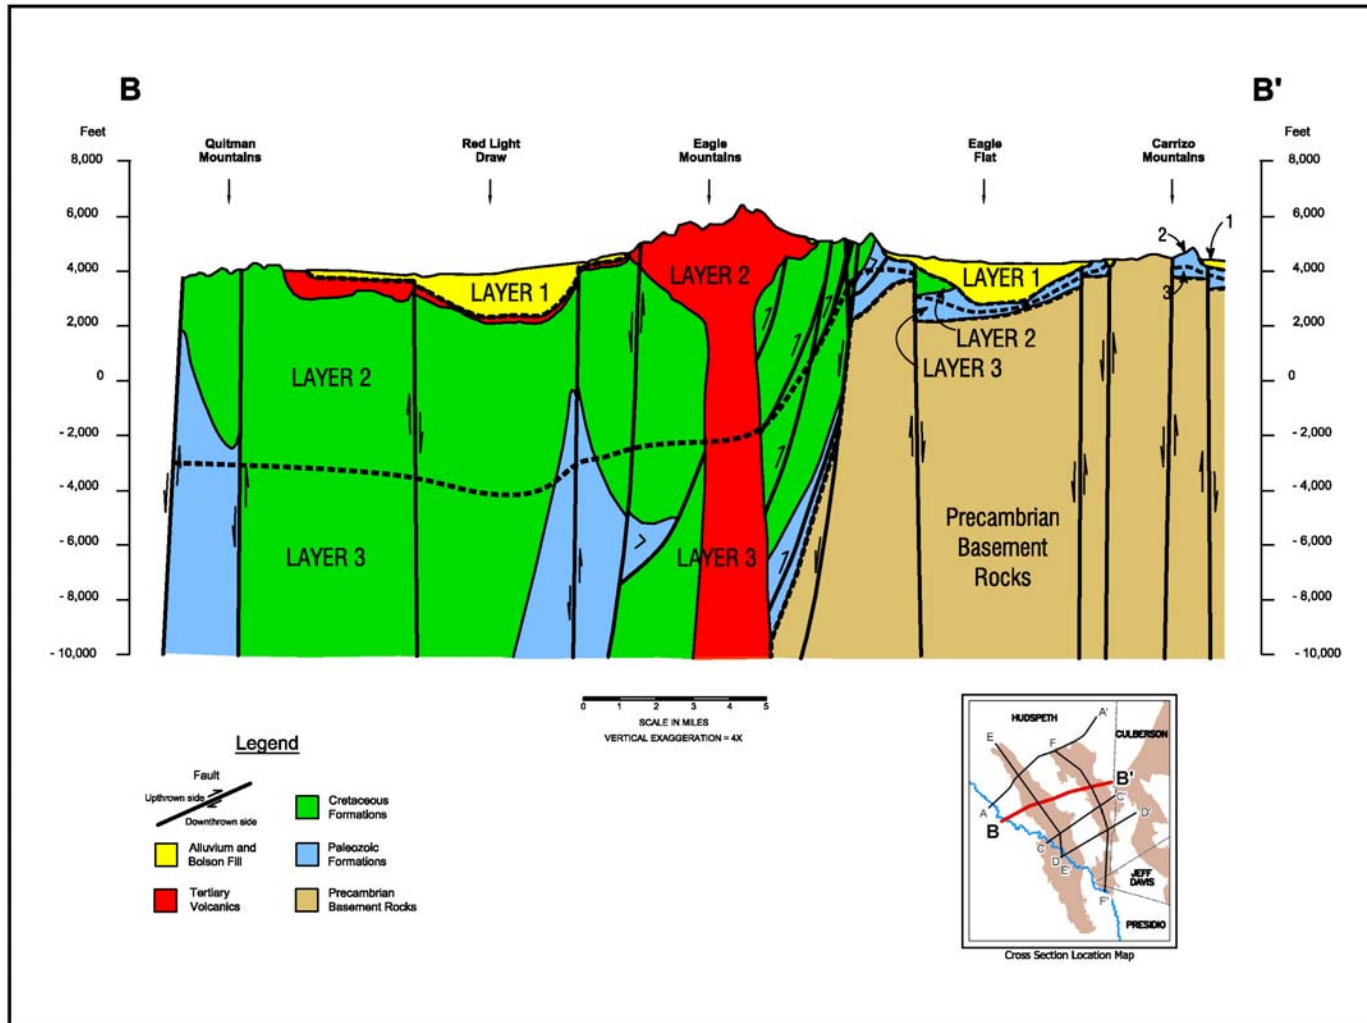 B
B'
Feet
Quitman
Mountains
Red Light
Draw
Eagle
Mountains
Eagle
Flat
Carrizo
Mountains
Feet
8,000
8,000
6,000
6,000
4,000
4,000
2,000
2,000
0
0
- 2,000
- 2,000
- 4,000
- 4,000
- 6,000
- 6,000
- 8,000
- 8,000
- 10,000
- 10,000
1
2
3
LAYER 2
LAYER 1
LAYER 1
LAYER 2
LAYER 3
LAYER 2
LAYER 3
LAYER 3
Precambrian
Basement
Rocks
0 1 2 3 4 5
SCALE IN MILES
VERTICAL EXAGGERATION = 4X
Legend
Fault
Upthrown side
Downthrown side
Alluvium and
Bolson Fill
Tertiary
Volcanics
Cretaceous
Formations
Paleozoic
Formations
Precambrian
Basement Rocks
HUDSPETH
A'
CULBERSON
E
F
B'
C'
A
B
D'
C
D
E'
JEFF
DAVIS
F'
PRESIDIO
Cross Section Location Map